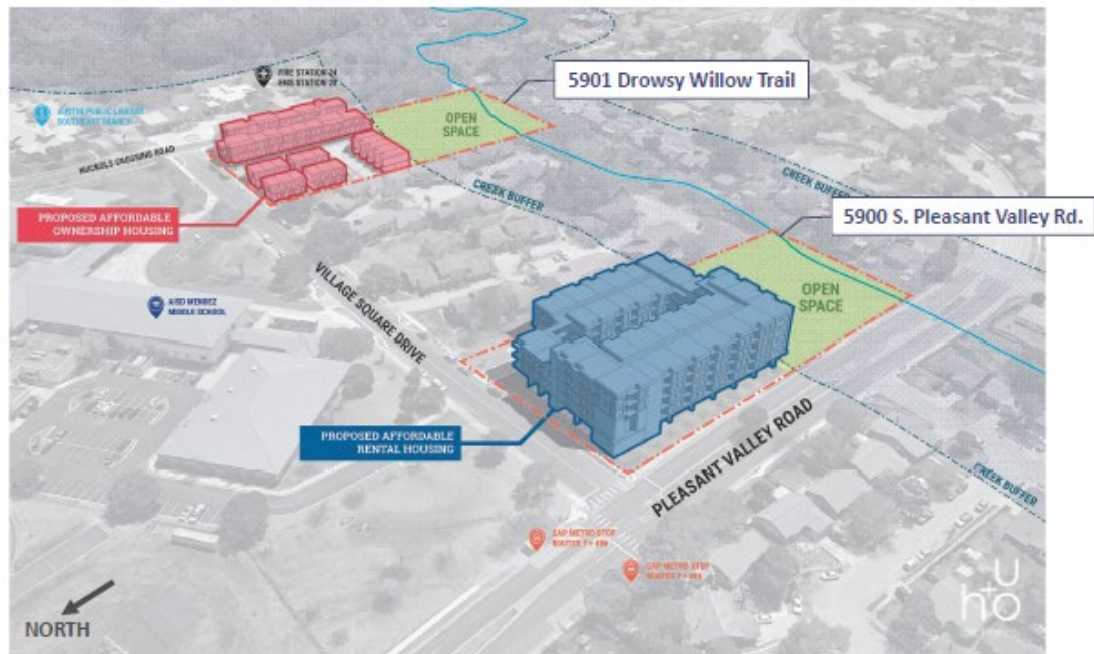 FIRE STATION 24
EMS STATION
5901 Drowsy Willow Trail
AUSTIN PUBLIC LIBRARY
SOUTHEAST BRANCH
OPEN
SPACE
NUCKOLS CROSSING ROAD
CREEK BUFFER
CREEK BUFFER
5900 S. Pleasant Valley Rd.
PROPOSED AFFORDABLE
OWNERSHIP HOUSING
VILLAGE SQUARE DRIVE
OPEN
SPACE
AISD MENDEZ
MIDDLE SCHOOL
PROPOSED AFFORDABLE
RENTAL HOUSING
PLEASANT VALLEY ROAD
CREEK BUFFER
CAP METRO STOP
CAP METRO STOP
NORTH
U
h+o